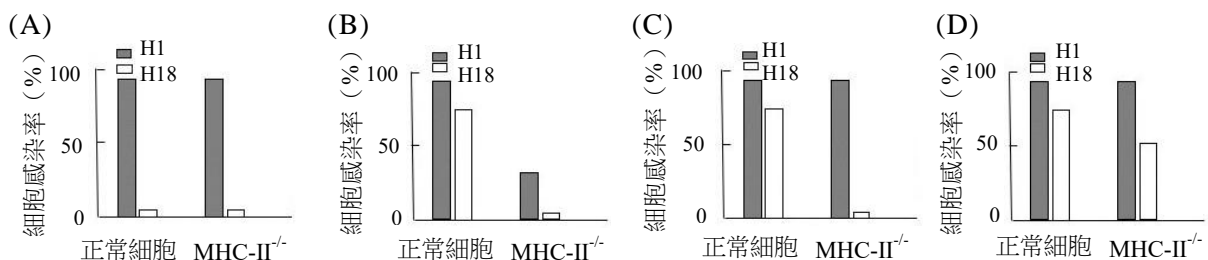 (A)
H1
H18
細胞感染率（%）
100
50
0
正常細胞 MHC-II-/-
(B)
H1
H18
細胞感染率（%）
100
50
0
正常細胞 MHC-II-/-
(C)
H1
H18
細胞感染率（%）
100
50
0
正常細胞 MHC-II-/-
(D)
H1
H18
細胞感染率（%）
100
50
0
正常細胞 MHC-II-/-